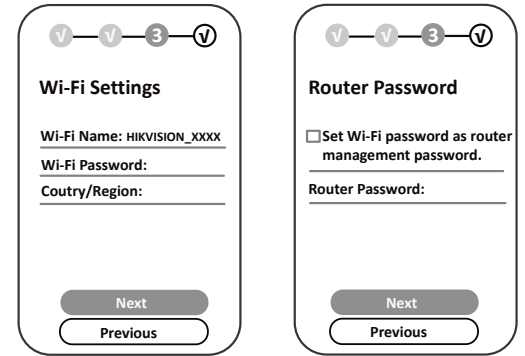 √ √ 3 √
Wi-Fi Settings
Wi-Fi Name: HIKVISION_XXXX
Wi-Fi Password:
Coutry/Region:
Next
Previous
√ √ 3 √
Router Password
Set Wi-Fi password as router
management password.
Router Password:
Next
Previous